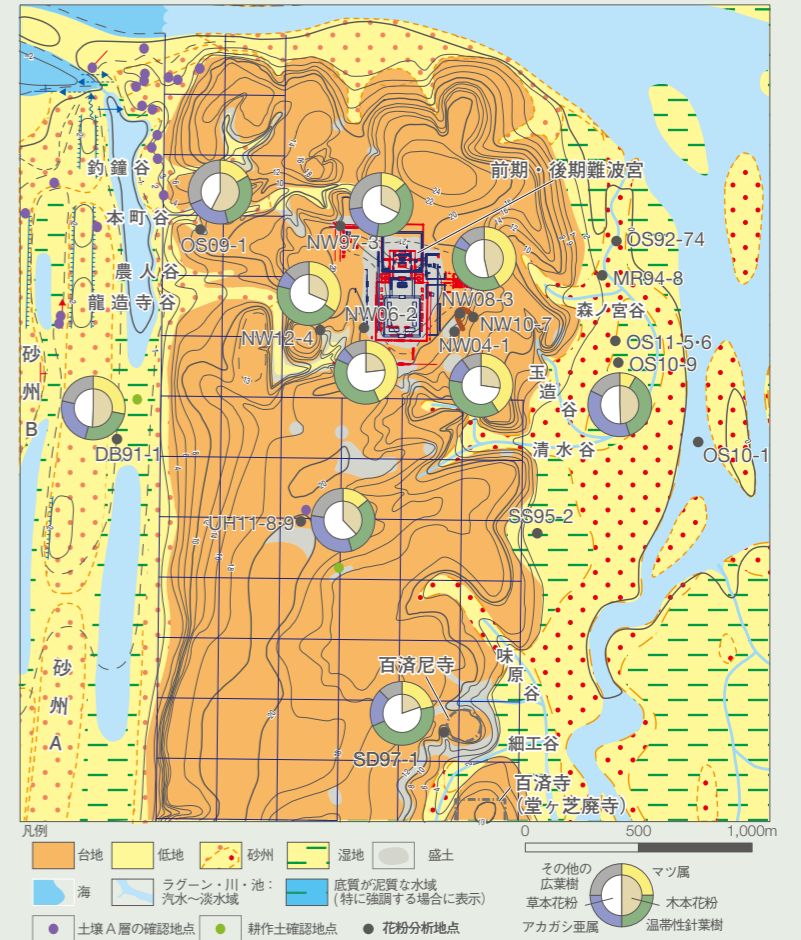 釣鐘谷
前期・後期難波宮
本町谷
OS09-1
NW97-3
OS92-74
農人谷
MR94-8
龍造寺谷
NW08-3
森ノ宮谷
NW06-2
NW10-7
NW12-4
NW04-1
OS11-5・6
OS10-9
砂州B
玉造谷
DB91-1
清水谷
OS10-1
UH11-8・9
SS95-2
百済尼寺
味原谷
砂州A
SD97-1
細工谷
百済寺
(堂ヶ芝廃寺)
凡例
0 500 1,000m
台地 低地 砂州 湿地 盛土
海 ラグーン・川・池:
汽水〜淡水域
底質が泥質な水域
(特に強調する場合に表示)
土壌A層の確認地点 耕作土確認地点 花粉分析地点
その他の
広葉樹
マツ属
草本花粉 木本花粉
アカガシ亜属 温帯性針葉樹